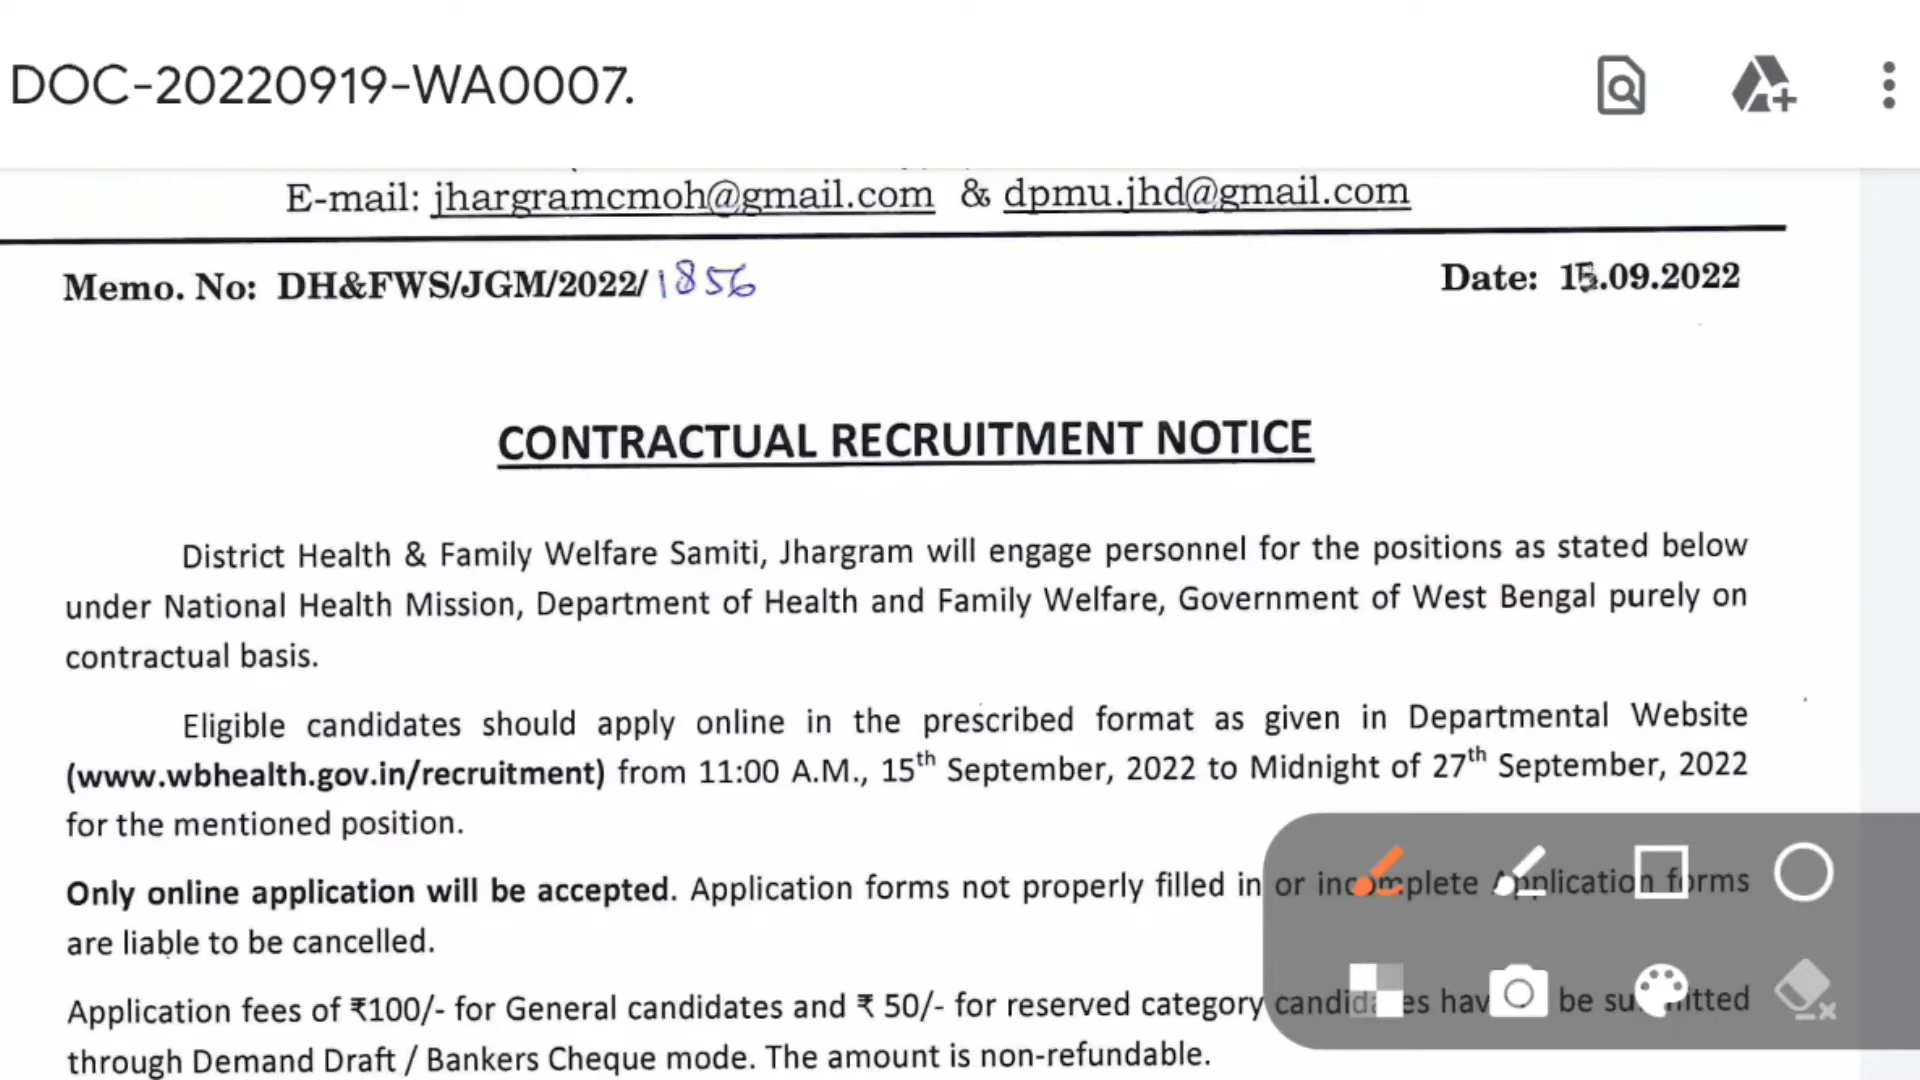 DOC-20220919-WA0007.
E-mail: jhargramcmoh@gmail.com & dpmu.jhd@gmail.com
Memo. No: DH&FWS/JGM/2022/1856
Date: 15.09.2022
CONTRACTUAL RECRUITMENT NOTICE
District Health & Family Welfare Samiti, Jhargram will engage personnel for the positions as stated below
under National Health Mission, Department of Health and Family Welfare, Government of West Bengal purely on
contractual basis.
Eligible candidates should apply online in the prescribed format as given in Departmental Website
(www.wbhealth.gov.in/recruitment) from 11:00 A.M., 15th September, 2022 to Midnight of 27th September, 2022
for the mentioned position.
Only online application will be accepted. Application forms not properly filled in or incomplete Application forms
are liable to be cancelled.
Application fees of ₹100/- for General candidates and ₹ 50/- for reserved category candidates be submitted
through Demand Draft / Bankers Cheque mode. The amount is non-refundable.